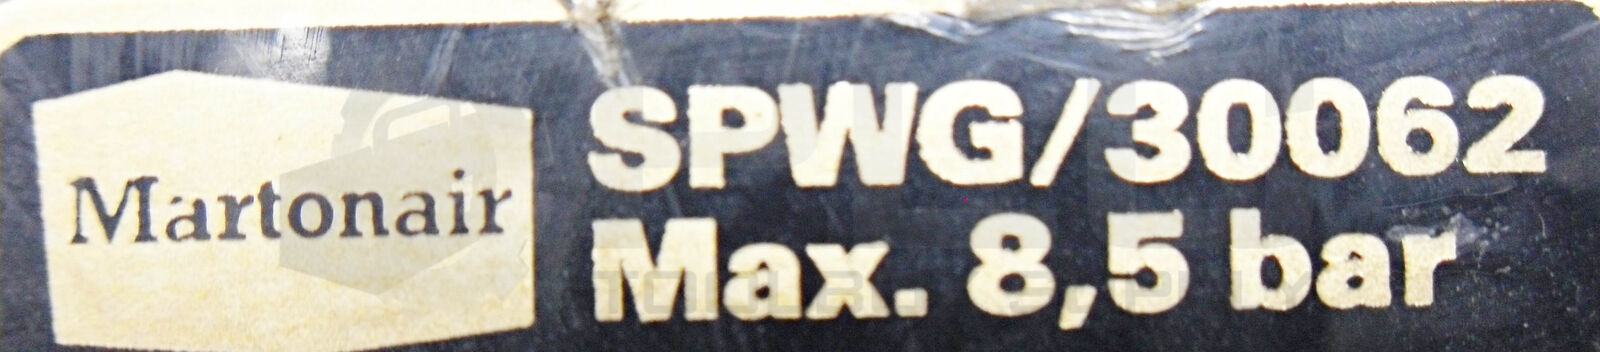 Martonair
SPWG/30062
Max. 8,5 bar